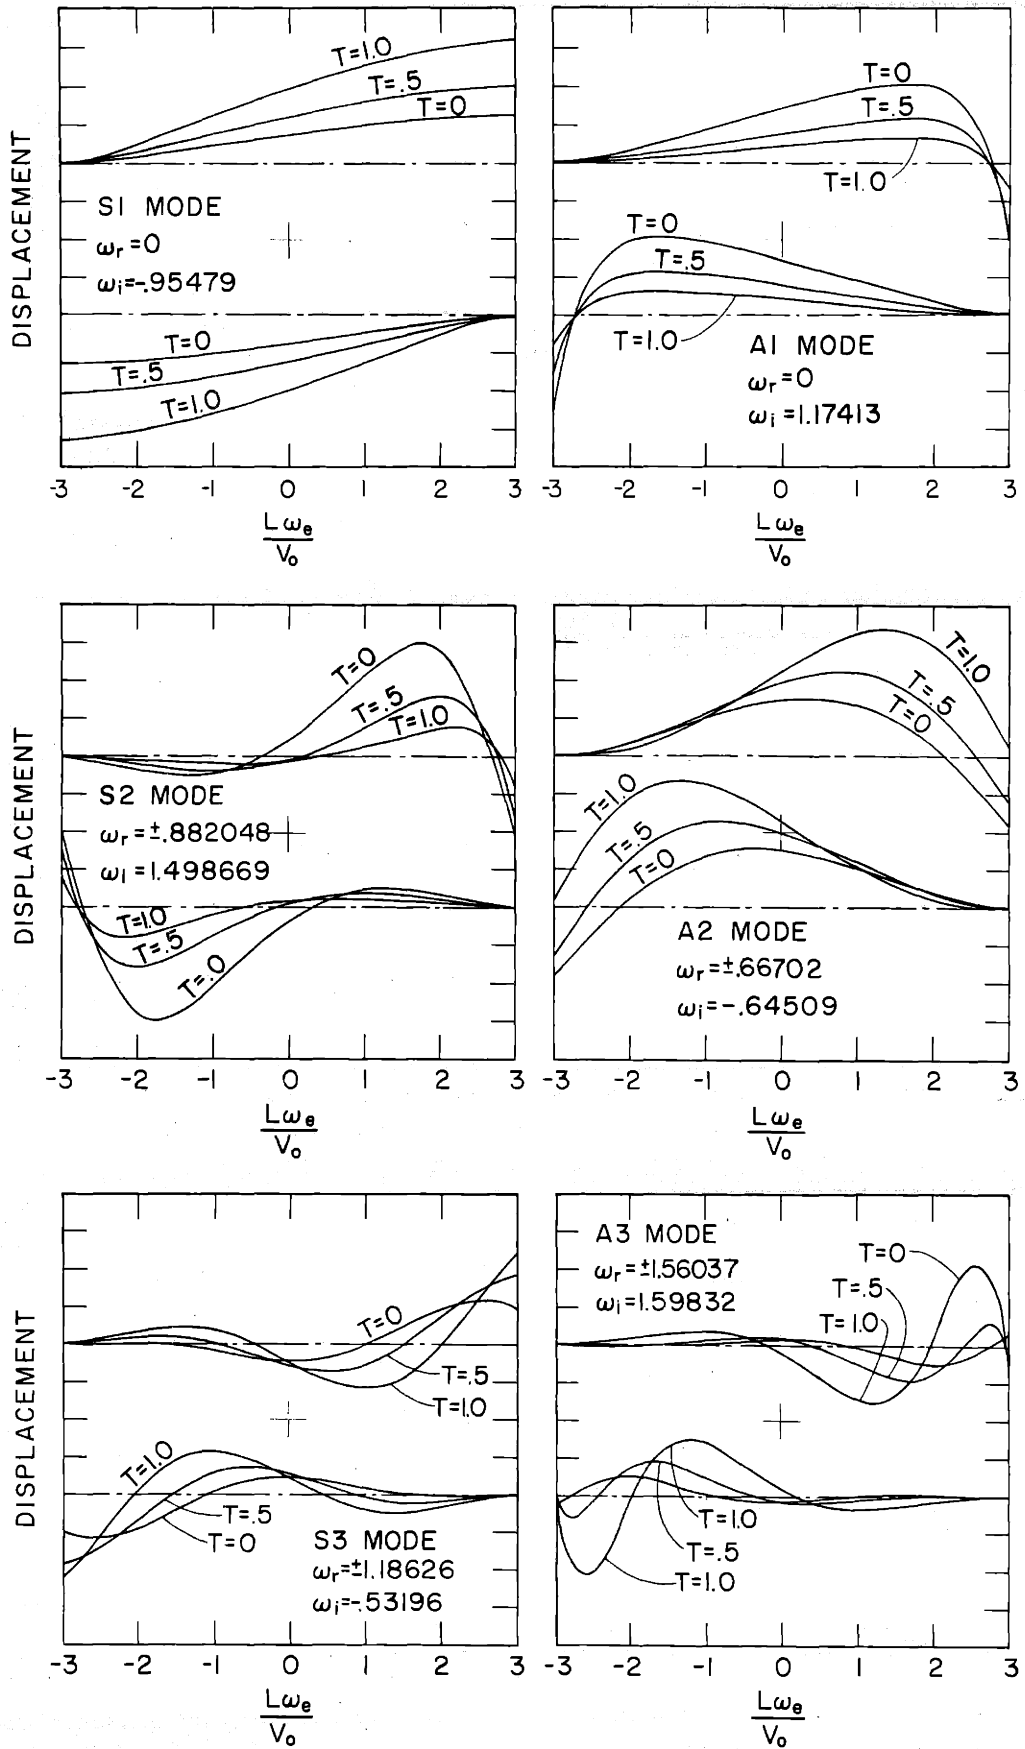 T=1.0
T=.5
T=0
DISPLACEMENT
S1 MODE
ωr=0
ωi=-.95479
T=0
T=.5
T=1.0
-3 -2 -1 0 1 2 3
Lωe
Vo
T=0
T=.5
T=1.0
T=0
T=.5
T=1.0
A1 MODE
ωr=0
ωi=1.17413
-3 -2 -1 0 1 2 3
Lωe
Vo
T=0
T=.5
T=1.0
DISPLACEMENT
S2 MODE
ωr=±.882048
ωi=1.498669
T=1.0
T=.5
T=.0
-3 -2 -1 0 1 2 3
Lωe
Vo
T=1.0
T=.5
T=0
T=1.0
T=.5
T=0
A2 MODE
ωr=±.66702
ωi=-.64509
-3 -2 -1 0 1 2 3
Lωe
Vo
T=0
T=.5
T=1.0
DISPLACEMENT
T=1.0
T=.5
T=0
S3 MODE
ωr=±1.18626
ωi=-.53196
-3 -2 -1 0 1 2 3
Lωe
Vo
A3 MODE
ωr=±1.56037
ωi=1.59832
T=0
T=.5
T=1.0
T=1.0
T=.5
T=1.0
-3 -2 -1 0 1 2 3
Lωe
Vo